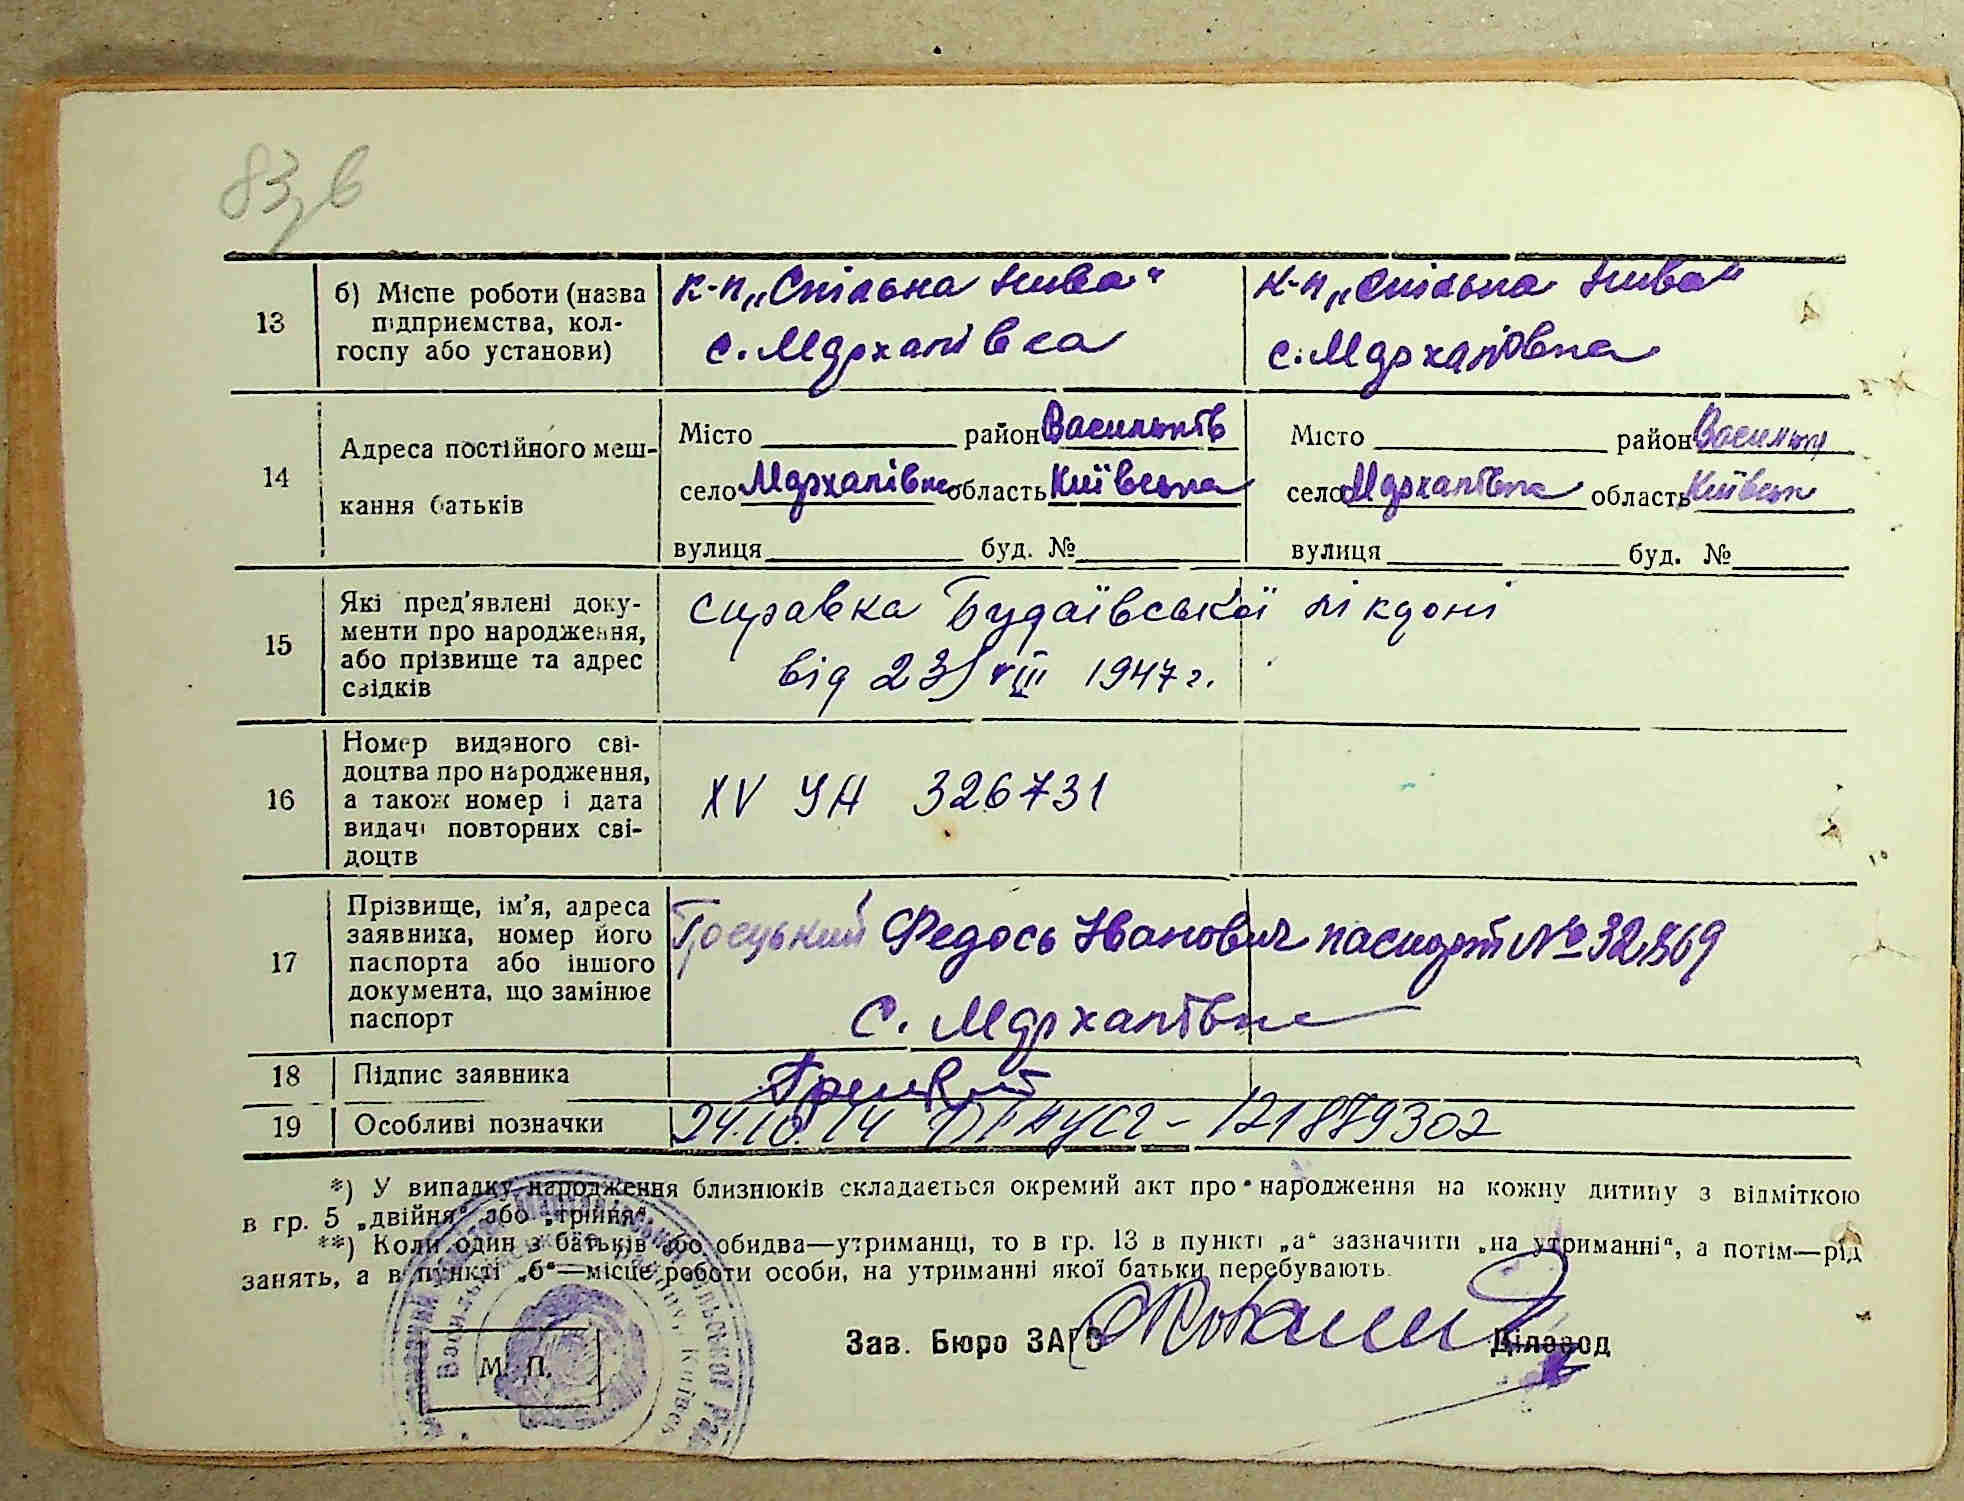 83, в
13
б) Місце роботи (назва
підприємства, кол-
госпу або установи)
к-п „Спільна Нива"
с. Мархалівка
к-п „Спільна Нива"
с. Мархалівка
14
Адреса постійного меш-
кання батьків
Місто район Васильків
село Мархалівка область Київська
вулиця буд. №
Місто район Васильк
село Мархалівка область Київськ
вулиця буд. №
15
Які пред'явлені доку-
менти про народження,
або прізвище та адрес
свідків
справка Будаївської лікарні
від 23/VIII 1947 г.
16
Номер виданого сві-
доцтва про народження,
а також номер і дата
видачі повторних сві-
доцтв
XV УН 326731
17
Прізвище, ім'я, адреса
заявника, номер його
паспорта або іншого
документа, що замінює
паспорт
Грецький Федось Іванович паспорт №
с. Мархалівка
18
Підпис заявника
19
Особливі позначки
24.10.14
*) У випадку народження близнюків складається окремий акт про народження на кожну дитину з відміткою
в гр. 5 „двійня" або „трійня".
**) Коли один з батьків або обидва—утриманці, то в гр. 13 в пункті „а" зазначити „на утриманні", а потім—рід
занять, а в пункті „б"—місце роботи особи, на утриманні якої батьки перебувають.
Зав. Бюро ЗАГС
Діловод
М. П.